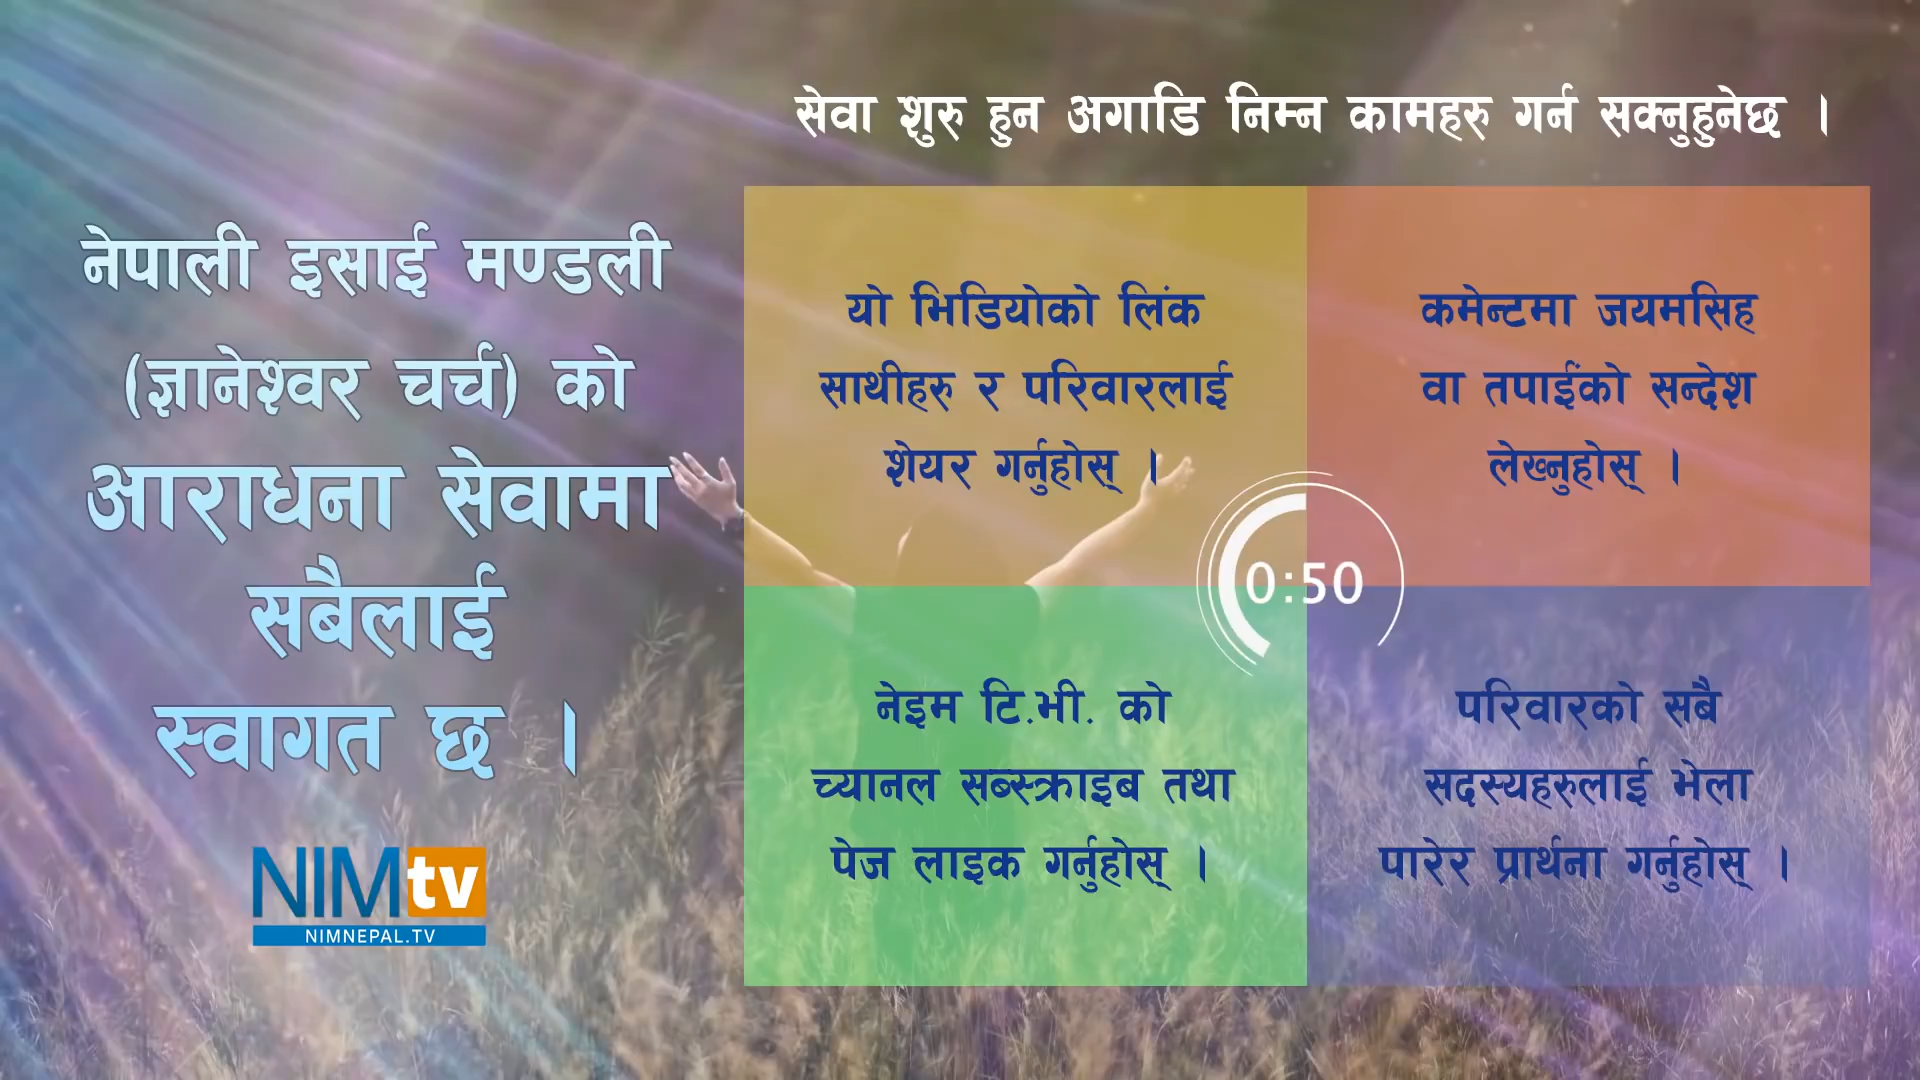 नेपाली इसाई मण्डली
(ज्ञानेश्वर चर्च) को
आराधना सेवामा
सबैलाई
स्वागत छ ।
NIMtv
NIMNEPAL.TV
सेवा शुरु हुन अगाडि निम्न कामहरु गर्न सक्नुहुनेछ ।
यो भिडियोको लिंक
साथीहरु र परिवारलाई
शेयर गर्नुहोस् ।
कमेन्टमा जयमसिह
वा तपाईंको सन्देश
लेख्नुहोस् ।
0:50
नेइम टि.भी. को
च्यानल सब्स्क्राइब तथा
पेज लाइक गर्नुहोस् ।
परिवारको सबै
सदस्यहरुलाई भेला
पारेर प्रार्थना गर्नुहोस् ।